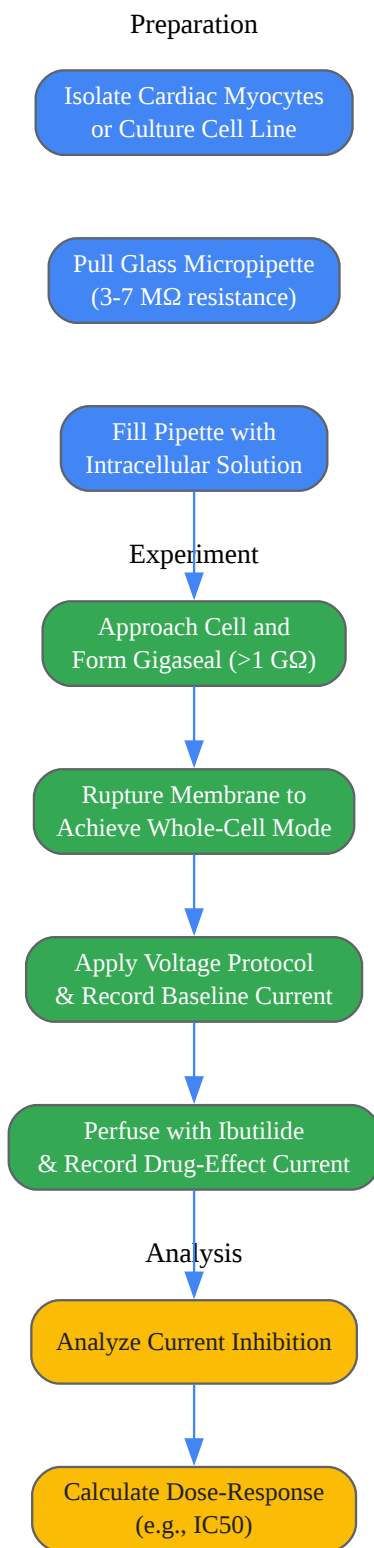 Preparation
Isolate Cardiac Myocytes
or Culture Cell Line
Pull Glass Micropipette
(3-7 MΩ resistance)
Fill Pipette with
Intracellular Solution
Experiment
Approach Cell and
Form Gigaseal (>1 GΩ)
Rupture Membrane to
Achieve Whole-Cell Mode
Apply Voltage Protocol
& Record Baseline Current
Perfuse with Ibutilide
& Record Drug-Effect Current
Analysis
Analyze Current Inhibition
Calculate Dose-Response
(e.g., IC50)